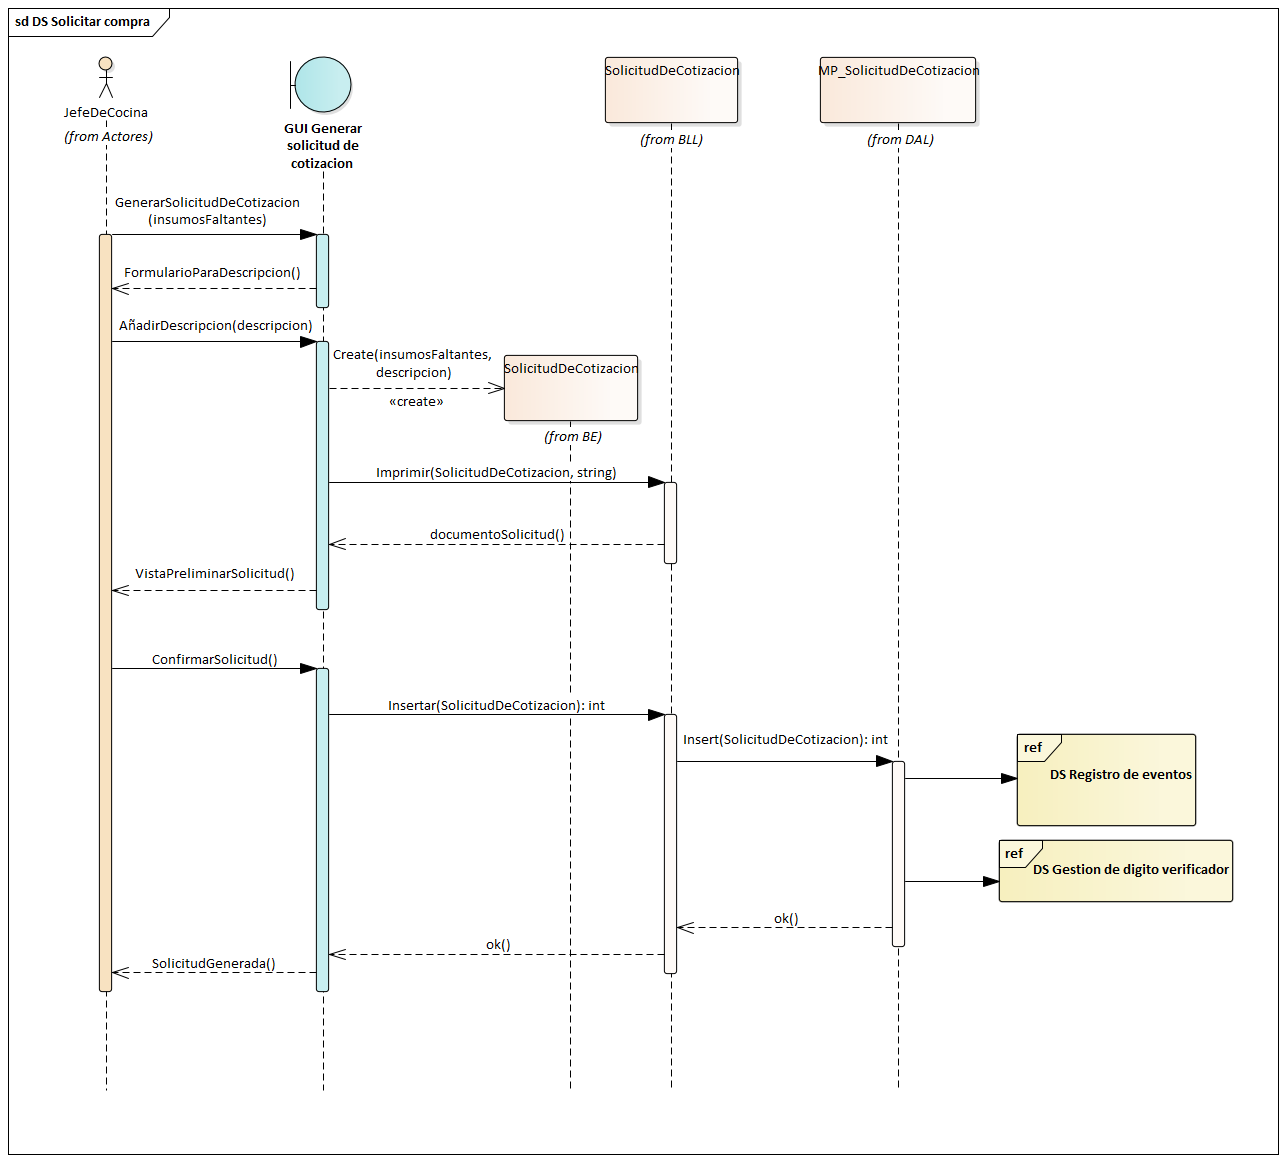 sd DS Solicitar compra
JefeDeCocina
(from Actores)
GUI Generar
solicitud de
cotizacion
SolicitudDeCotizacion
(from BLL)
MP_SolicitudDeCotizacion
(from DAL)
GenerarSolicitudDeCotizacion
(insumosFaltantes)
FormularioParaDescripcion()
AñadirDescripcion(descripcion)
Create(insumosFaltantes,
descripcion)
«create»
SolicitudDeCotizacion
(from BE)
Imprimir(SolicitudDeCotizacion, string)
documentoSolicitud()
VistaPreliminarSolicitud()
ConfirmarSolicitud()
Insertar(SolicitudDeCotizacion): int
Insert(SolicitudDeCotizacion): int
ref
DS Registro de eventos
ref
DS Gestion de digito verificador
ok()
ok()
SolicitudGenerada()